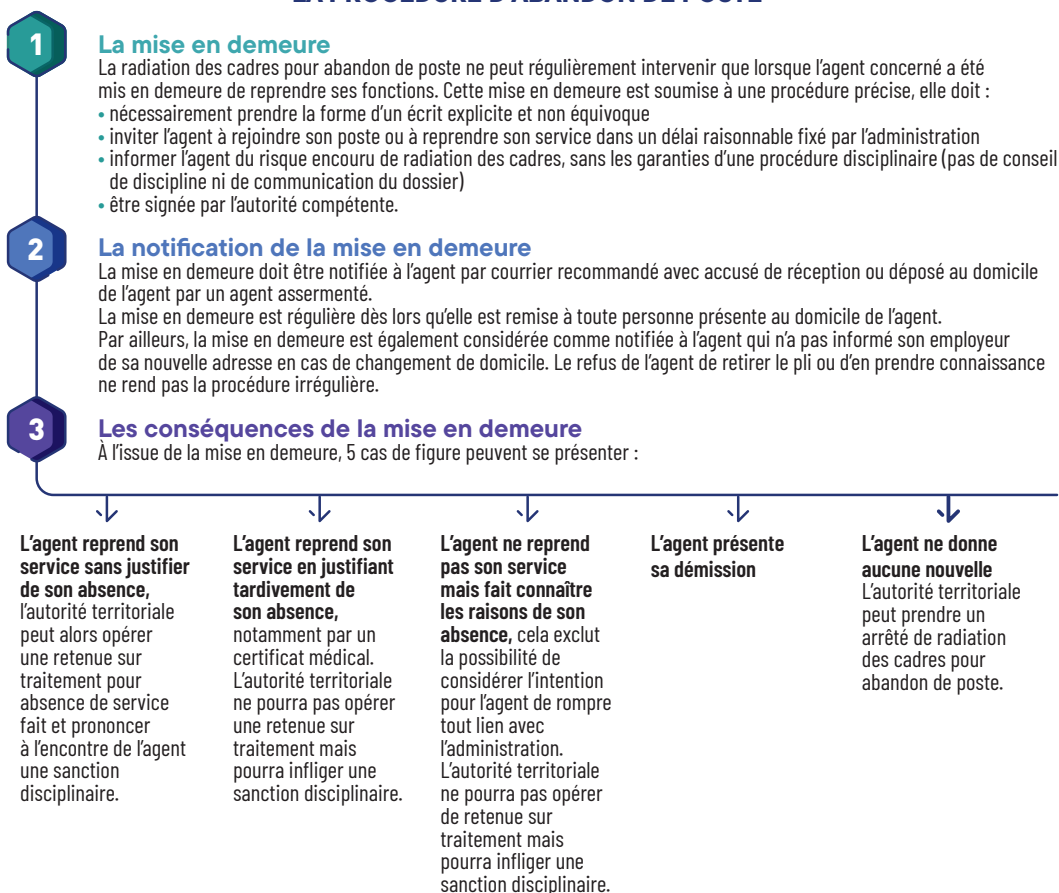 LA PROCÉDURE D'ABANDON DE POSTE
1
La mise en demeure
La radiation des cadres pour abandon de poste ne peut régulièrement intervenir que lorsque l'agent concerné a été
mis en demeure de reprendre ses fonctions. Cette mise en demeure est soumise à une procédure précise, elle doit :
• nécessairement prendre la forme d'un écrit explicite et non équivoque
• inviter l'agent à rejoindre son poste ou à reprendre son service dans un délai raisonnable fixé par l'administration
• informer l'agent du risque encouru de radiation des cadres, sans les garanties d'une procédure disciplinaire (pas de conseil
de discipline ni de communication du dossier)
• être signée par l'autorité compétente.
2
La notification de la mise en demeure
La mise en demeure doit être notifiée à l'agent par courrier recommandé avec accusé de réception ou déposé au domicile
de l'agent par un agent assermenté.
La mise en demeure est régulière dès lors qu'elle est remise à toute personne présente au domicile de l'agent.
Par ailleurs, la mise en demeure est également considérée comme notifiée à l'agent qui n'a pas informé son employeur
de sa nouvelle adresse en cas de changement de domicile. Le refus de l'agent de retirer le pli ou d'en prendre connaissance
ne rend pas la procédure irrégulière.
3
Les conséquences de la mise en demeure
À l'issue de la mise en demeure, 5 cas de figure peuvent se présenter :
L'agent reprend son
service sans justifier
de son absence,
l'autorité territoriale
peut alors opérer
une retenue sur
traitement pour
absence de service
fait et prononcer
à l'encontre de l'agent
une sanction
disciplinaire.
L'agent reprend son
service en justifiant
tardivement de
son absence,
notamment par un
certificat médical.
L'autorité territoriale
ne pourra pas opérer
une retenue sur
traitement mais
pourra infliger une
sanction disciplinaire.
L'agent ne reprend
pas son service
mais fait connaître
les raisons de son
absence, cela exclut
la possibilité de
considérer l'intention
pour l'agent de rompre
tout lien avec
l'administration.
L'autorité territoriale
ne pourra pas opérer
de retenue sur
traitement mais
pourra infliger une
sanction disciplinaire.
L'agent présente
sa démission
L'agent ne donne
aucune nouvelle
L'autorité territoriale
peut prendre un
arrêté de radiation
des cadres pour
abandon de poste.